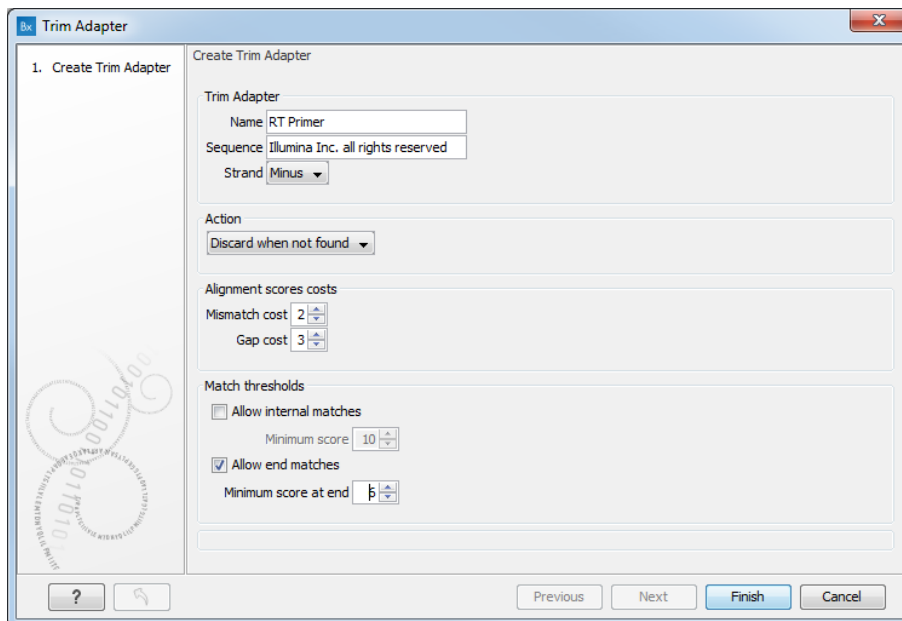 Bx Trim Adapter
1. Create Trim Adapter
Create Trim Adapter
Trim Adapter
Name RT Primer
Sequence Illumina Inc. all rights reserved
Strand Minus
Action
Discard when not found
Alignment scores costs
Mismatch cost 2
Gap cost 3
Match thresholds
Allow internal matches
Minimum score 10
Allow end matches
Minimum score at end 6
? Previous Next Finish Cancel